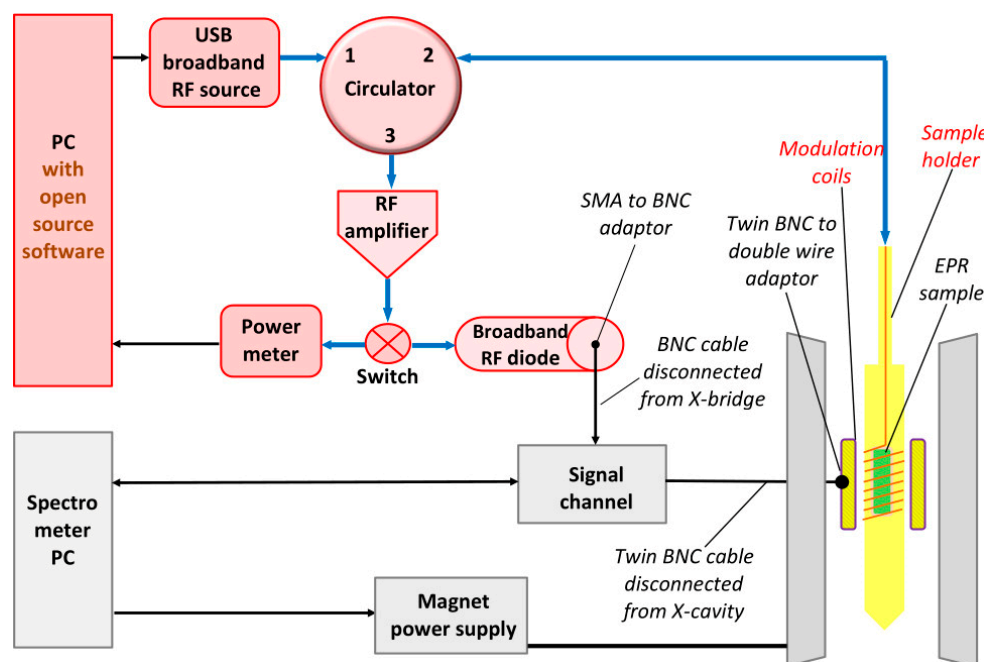 USB
broadband
RF source
1
2
Circulator
3
PC
with
open
source
software
RF
amplifier
SMA to BNC
adaptor
Modulation
coils
Sample
holder
Twin BNC to
double wire
adaptor
EPR
sample
Power
meter
Switch
Broadband
RF diode
BNC cable
disconnected
from X-bridge
Spectro
meter
PC
Signal
channel
Twin BNC cable
disconnected
from X-cavity
Magnet
power supply